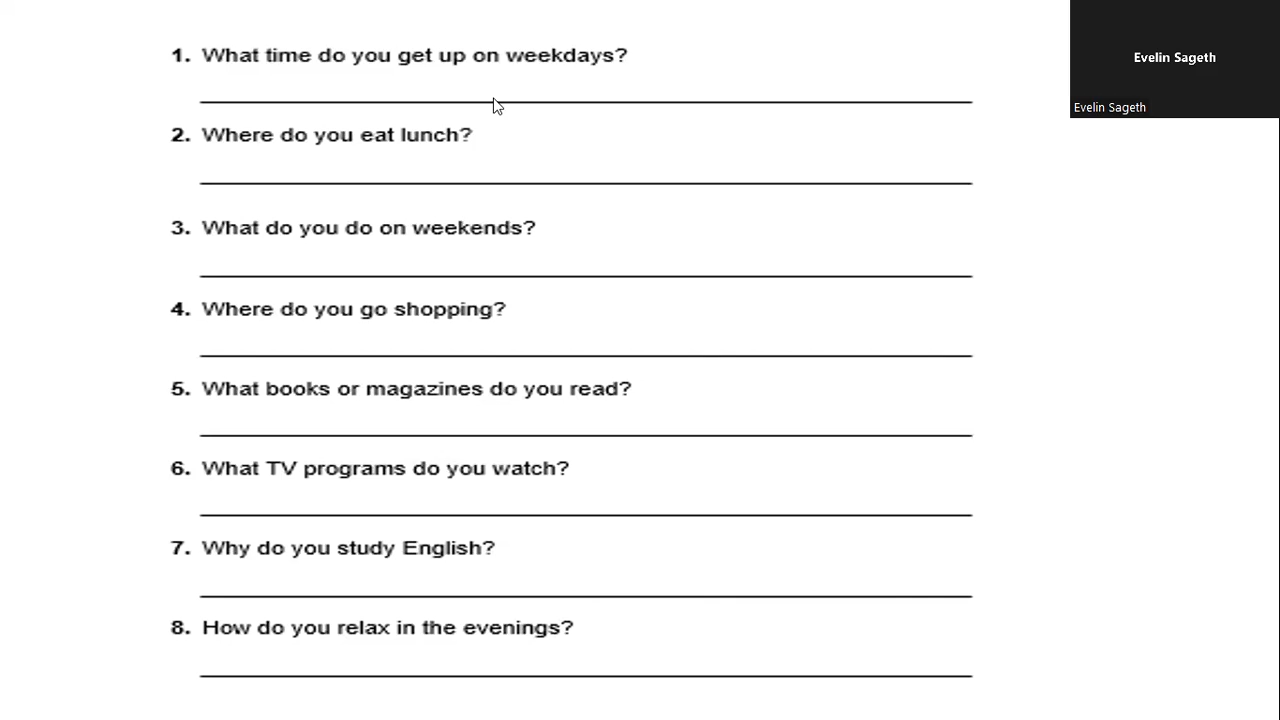 1. What time do you get up on weekdays?
2. Where do you eat lunch?
3. What do you do on weekends?
4. Where do you go shopping?
5. What books or magazines do you read?
6. What TV programs do you watch?
7. Why do you study English?
8. How do you relax in the evenings?
Evelin Sageth
Evelin Sageth